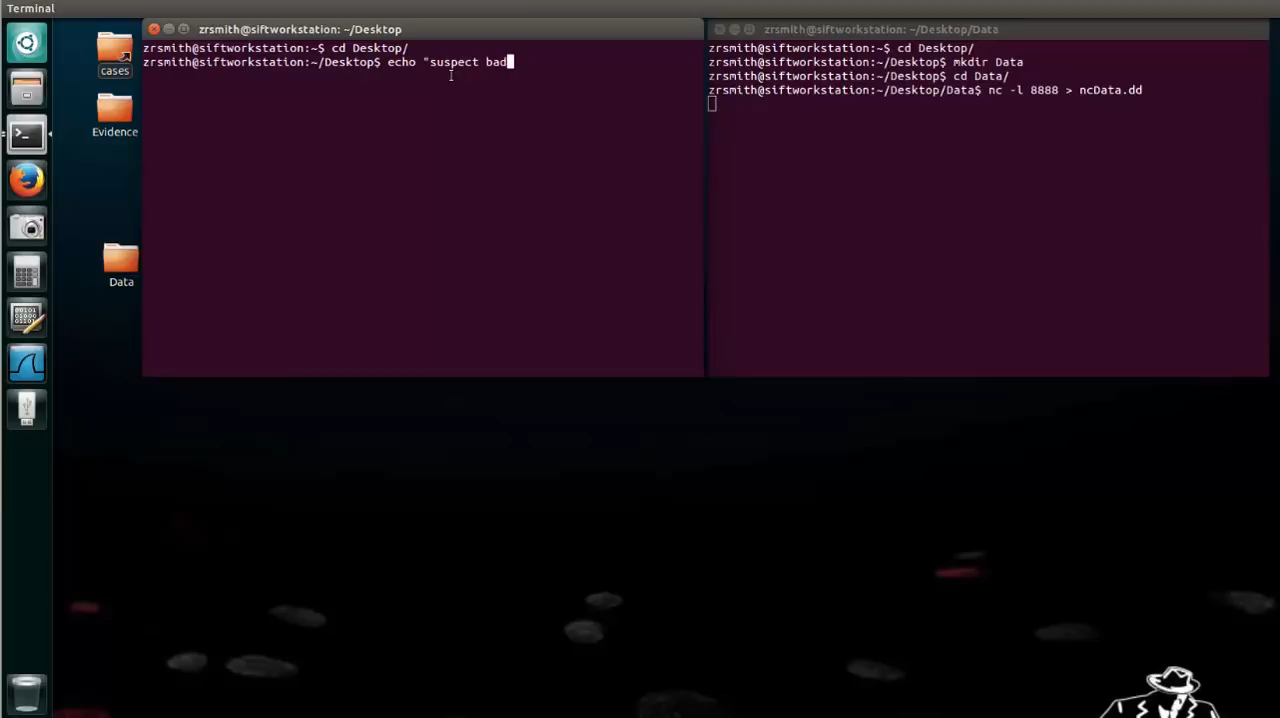 Terminal
zrsmith@siftworkstation: ~/Desktop
zrsmith@siftworkstation:~$ cd Desktop/
zrsmith@siftworkstation:~/Desktop$ echo "suspect bad
zrsmith@siftworkstation: ~/Desktop/Data
zrsmith@siftworkstation:~$ cd Desktop/
zrsmith@siftworkstation:~/Desktop$ mkdir Data
zrsmith@siftworkstation:~/Desktop$ cd Data/
zrsmith@siftworkstation:~/Desktop/Data$ nc -l 8888 > ncData.dd
cases
Evidence
Data